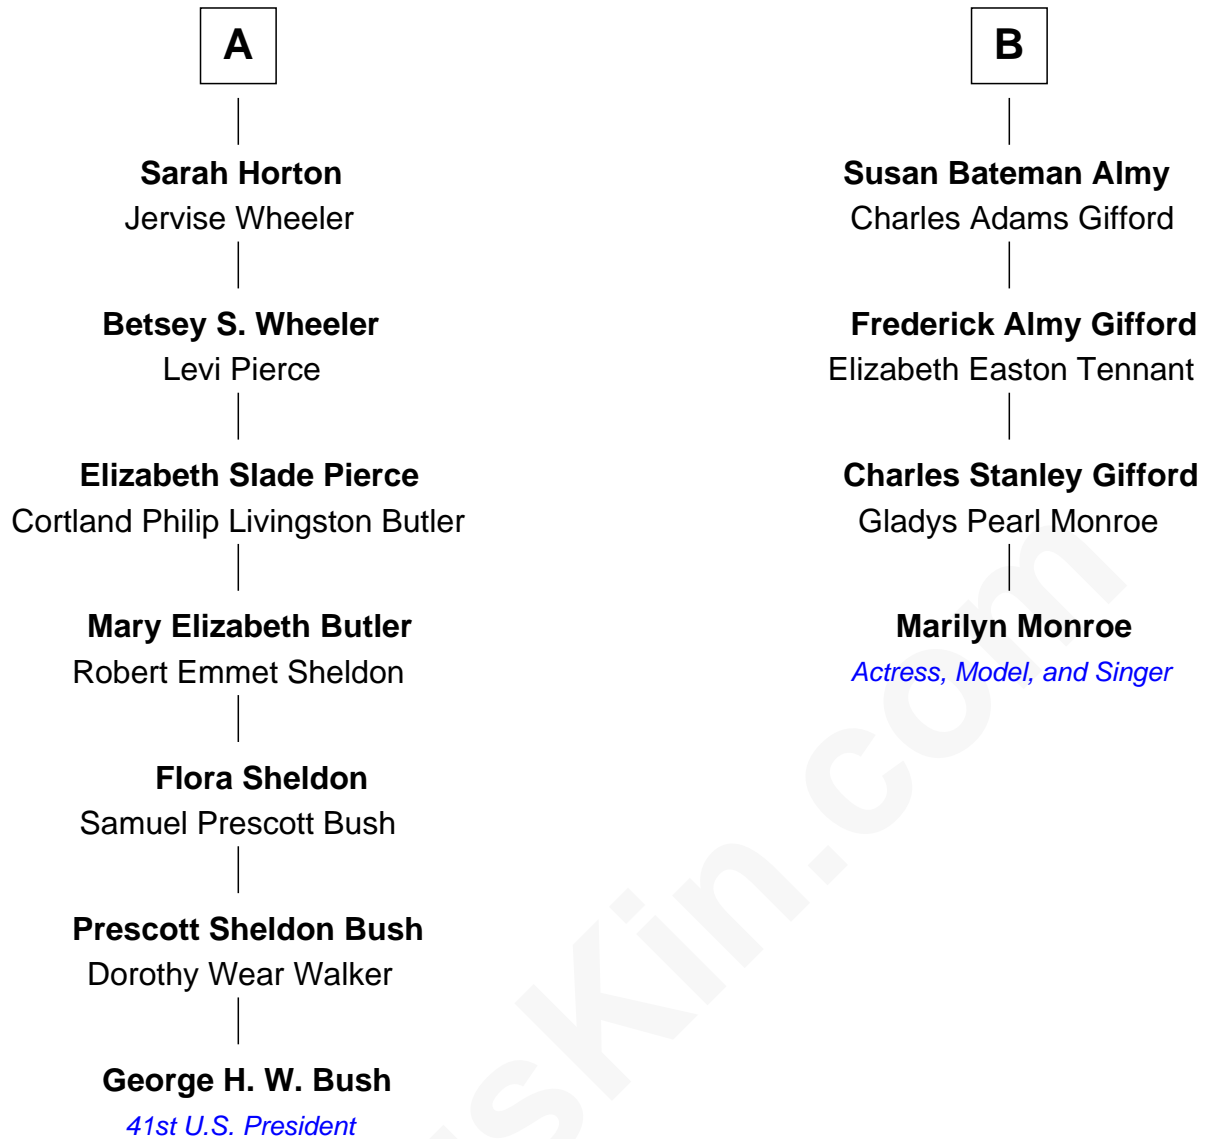 A
Sarah Horton
Jervise Wheeler
Betsey S. Wheeler
Levi Pierce
Elizabeth Slade Pierce
Cortland Philip Livingston Butler
Mary Elizabeth Butler
Robert Emmet Sheldon
Flora Sheldon
Samuel Prescott Bush
Prescott Sheldon Bush
Dorothy Wear Walker
George H. W. Bush
41st U.S. President
B
Susan Bateman Almy
Charles Adams Gifford
Frederick Almy Gifford
Elizabeth Easton Tennant
Charles Stanley Gifford
Gladys Pearl Monroe
Marilyn Monroe
Actress, Model, and Singer
sKin.com